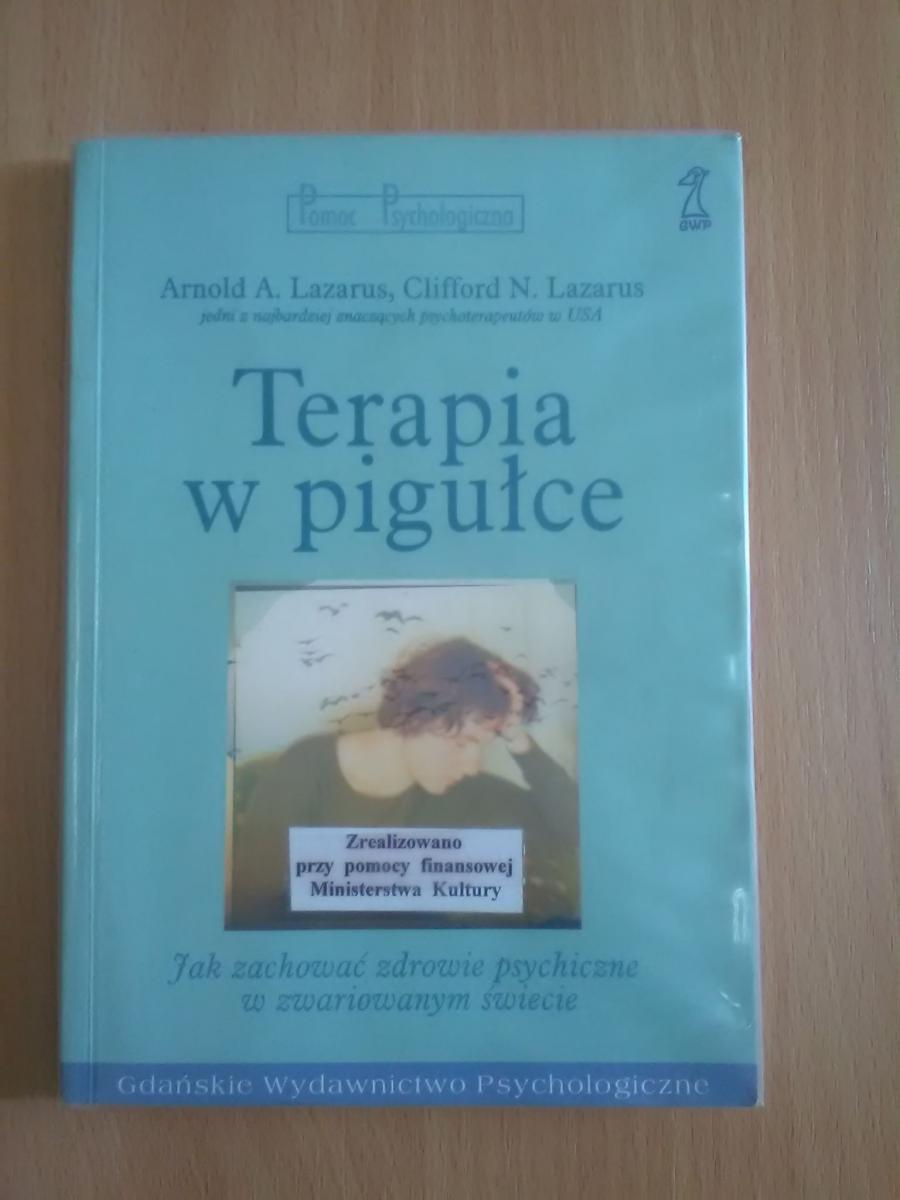 Pomoc Psychologiczna
GWP
Arnold A. Lazarus, Clifford N. Lazarus
jedni z najbardziej znaczących psychoterapeutów w USA
Terapia
w pigułce
Zrealizowano
przy pomocy finansowej
Ministerstwa Kultury
Jak zachować zdrowie psychiczne
w zwariowanym świecie
Gdańskie Wydawnictwo Psychologiczne